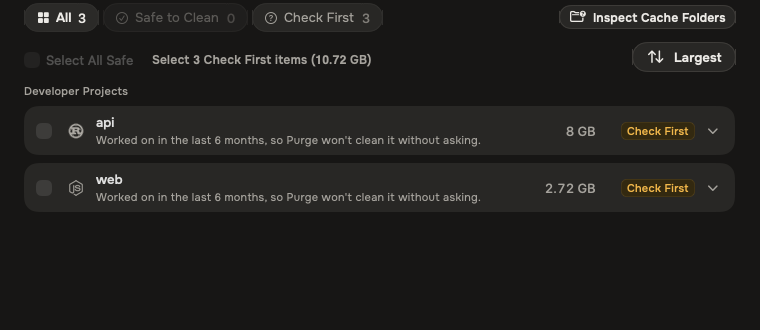 All 3
Safe to Clean 0
Check First 3
Inspect Cache Folders
Select All Safe
Select 3 Check First items (10.72 GB)
Largest
Developer Projects
api
Worked on in the last 6 months, so Purge won't clean it without asking.
8 GB
Check First
web
Worked on in the last 6 months, so Purge won't clean it without asking.
2.72 GB
Check First